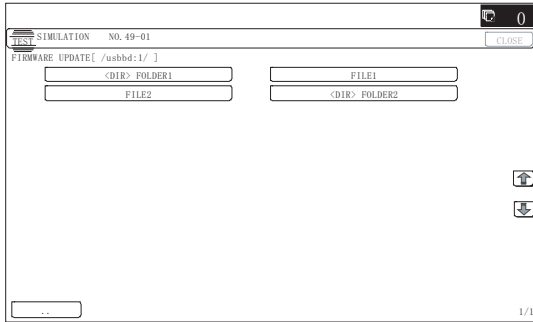 0
TEST SIMULATION NO. 49-01 CLOSE
FIRMWARE UPDATE[ /usbbd:1/ ]
<DIR> FOLDER1 FILE1
FILE2 <DIR> FOLDER2
.. 1/1